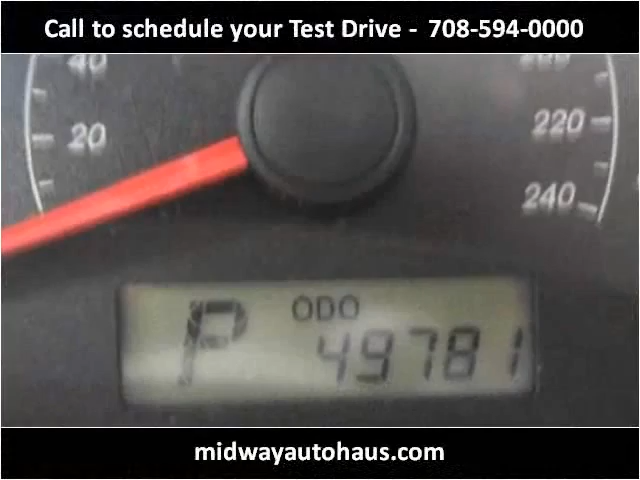 Call to schedule your Test Drive - 708-594-0000
40
20
220
240
ODO
P 49781
midwayautohaus.com